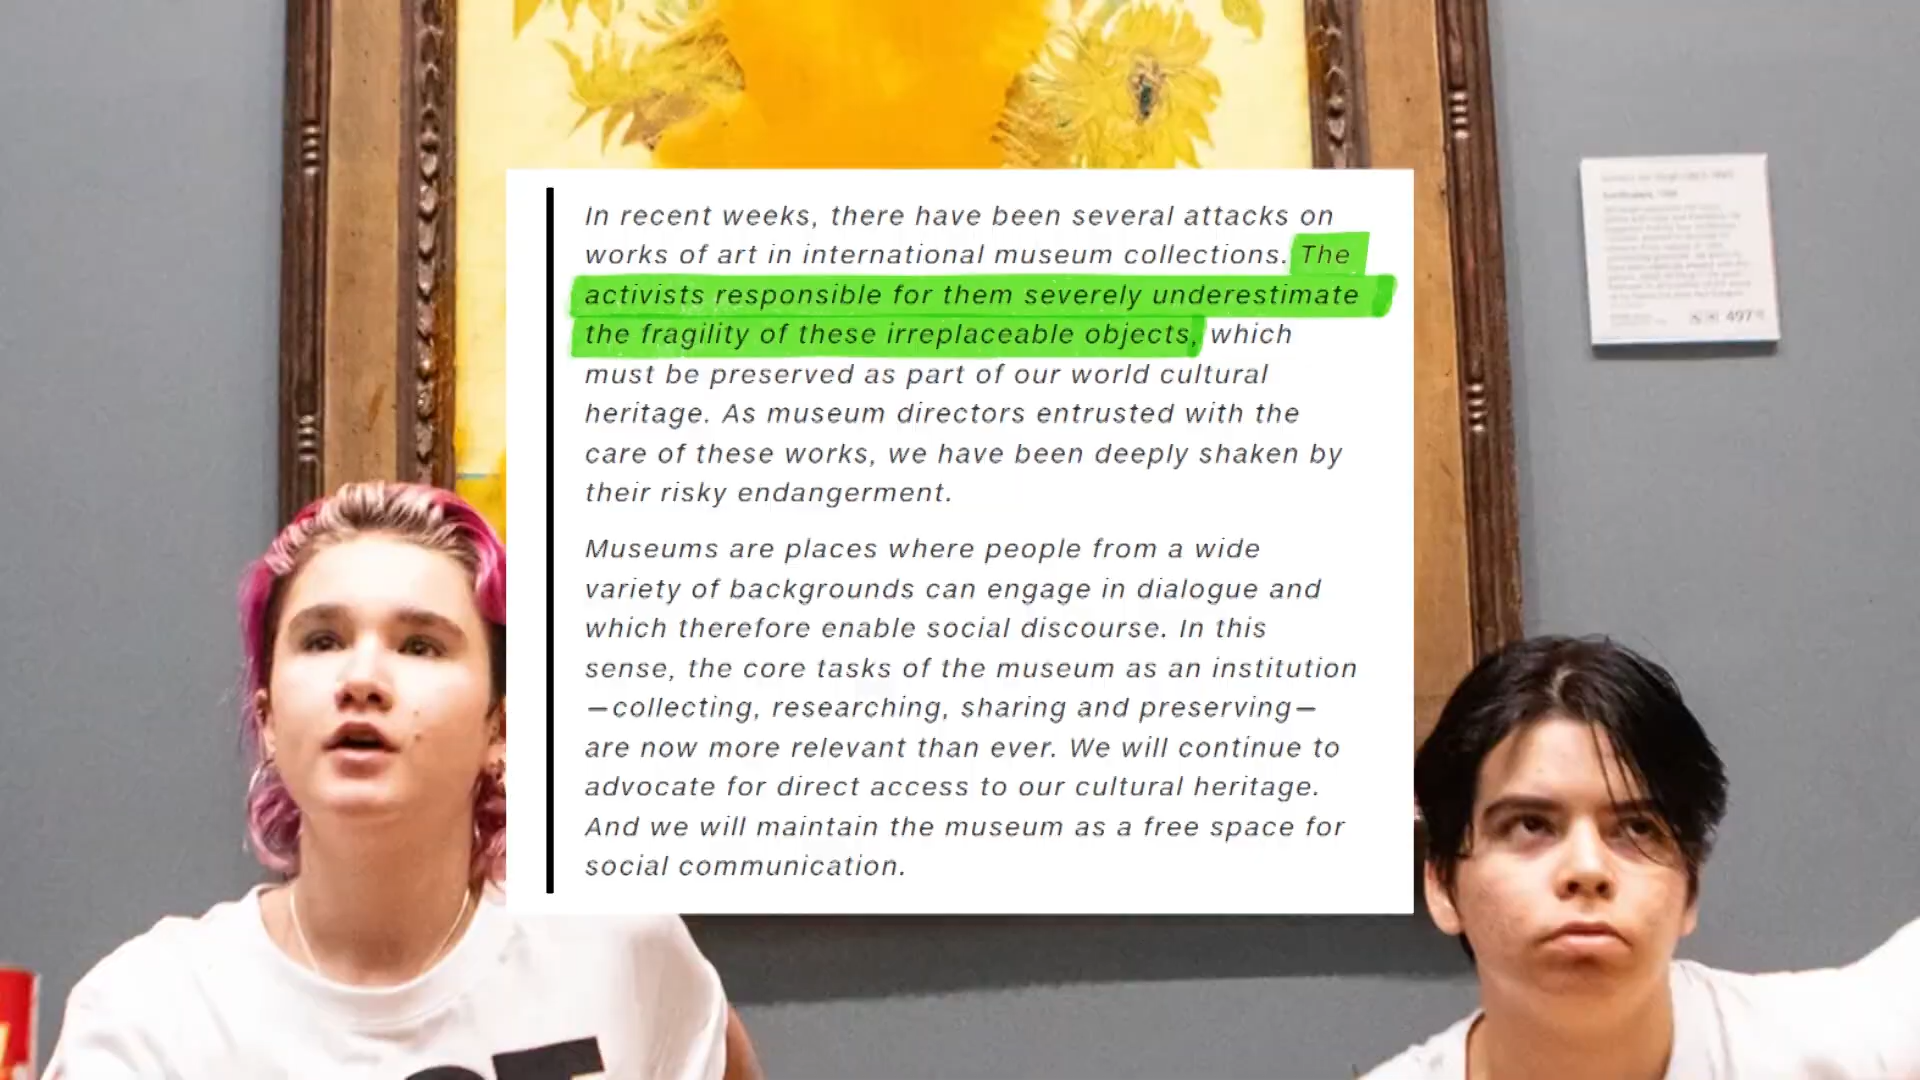 In recent weeks, there have been several attacks on
works of art in international museum collections. The
activists responsible for them severely underestimate
the fragility of these irreplaceable objects, which
must be preserved as part of our world cultural
heritage. As museum directors entrusted with the
care of these works, we have been deeply shaken by
their risky endangerment.
Museums are places where people from a wide
variety of backgrounds can engage in dialogue and
which therefore enable social discourse. In this
sense, the core tasks of the museum as an institution
—collecting, researching, sharing and preserving—
are now more relevant than ever. We will continue to
advocate for direct access to our cultural heritage.
And we will maintain the museum as a free space for
social communication.
497